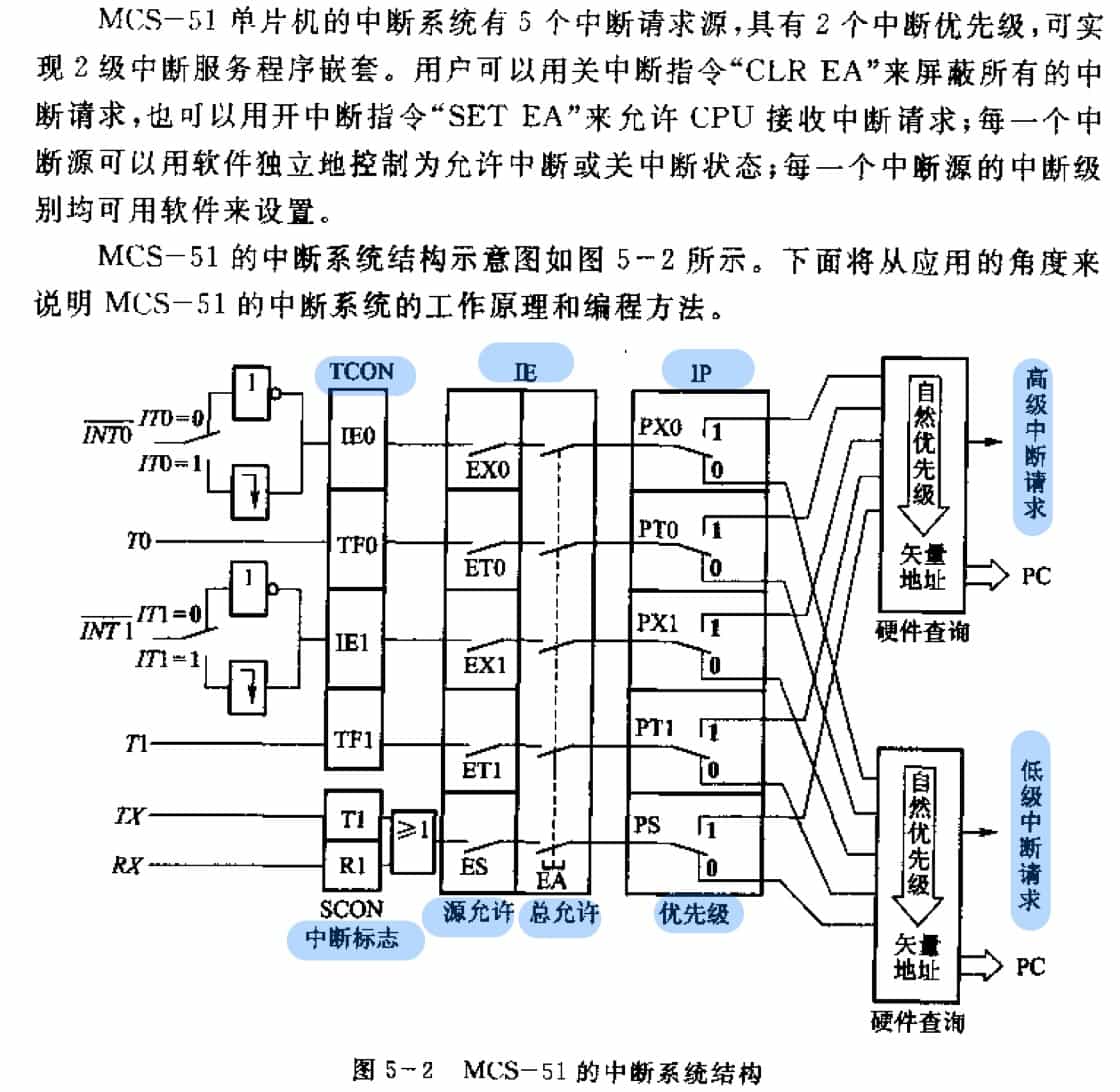 MCS-51 单片机的中断系统有 5 个中断请求源,具有 2 个中断优先级,可实
现 2 级中断服务程序嵌套。用户可以用关中断指令“CLR EA”来屏蔽所有的中
断请求,也可以用开中断指令“SET EA”来允许 CPU 接收中断请求;每一个中
断源可以用软件独立地控制为允许中断或关中断状态;每一个中断源的中断级
别均可用软件来设置。
MCS-51 的中断系统结构示意图如图 5-2 所示。下面将从应用的角度来
说明 MCS-51 的中断系统的工作原理和编程方法。
TCON
IE
IP
INT0
IT0=0
IT0=1
1
IE0
EX0
PX0
1
0
T0
TF0
ET0
PT0
1
0
INT1
IT1=0
IT1=1
1
IE1
EX1
PX1
1
0
T1
TF1
ET1
PT1
1
0
TX
T1
RX
R1
≥1
ES
EA
PS
1
0
SCON
中断标志
源允许
总允许
优先级
自然优先级
矢量
地址
PC
硬件查询
高级中断请求
自然优先级
矢量
地址
PC
硬件查询
低级中断请求
图 5-2 MCS-51 的中断系统结构